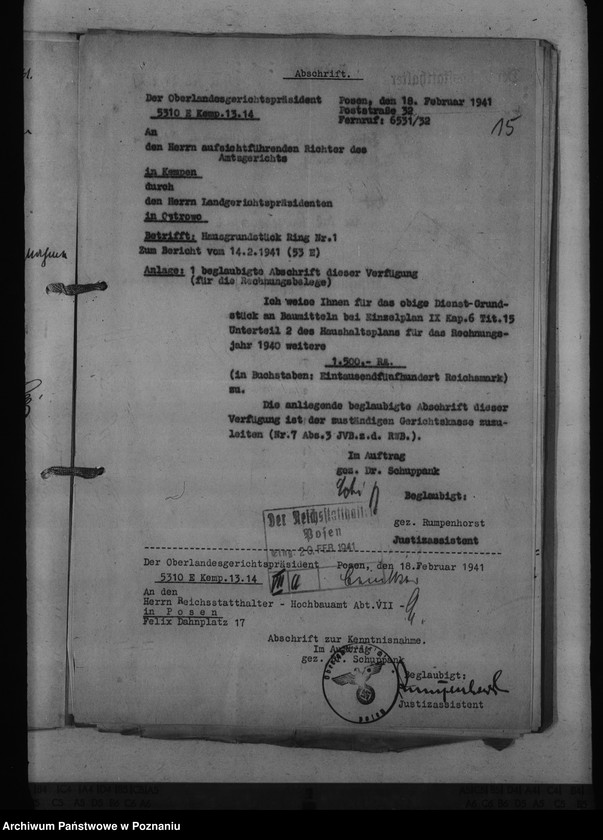 Abschrift.
Der Oberlandesgerichtspräsident Posen, den 18. Februar 1941
5310 E Kemp.13.14 Poststraße 32
Fernruf: 6531/32
15
An
den Herrn aufsichtführenden Richter des
Amtsgerichts
in Kempen
durch
den Herrn Landgerichtspräsidenten
in Ostrowo
Betrifft: Hausgrundstück Ring Nr.1
Zum Bericht vom 14.2.1941 (53 E)
Anlage: 1 beglaubigte Abschrift dieser Verfügung
(für die Rechnungsbelege)
Ich weise Ihnen für das obige Dienst-Grund-
stück an Baumitteln bei Einzelplan IX Kap.6 Tit.15
Unterteil 2 des Haushaltsplans für das Rechnungs-
jahr 1940 weitere
1.500.- RM.
(in Buchstaben: Eintausendfünfhundert Reichsmark)
zu.
Die anliegende beglaubigte Abschrift dieser
Verfügung ist der zuständigen Gerichtskasse zuzu-
leiten (Nr.7 Abs.3 JVB.z.d. RWB.).
Im Auftrag
gez. Dr. Schuppank
Beglaubigt:
gez. Rumpenhorst
Justizassistent
Der Reichsstatthalter
Posen
Eing. 20. FEB. 1941
VII a
Der Oberlandesgerichtspräsident Posen, den 18.Februar 1941
5310 E Kemp.13.14
An den
Herrn Reichsstatthalter - Hochbauamt Abt.VII -
in Posen
Felix Dahnplatz 17
Abschrift zur Kenntnisnahme.
Im Auftrag
gez. Dr. Schuppank
Beglaubigt:
Rumpenhorst
Justizassistent
Posen
Archiwum Państwowe w Poznaniu